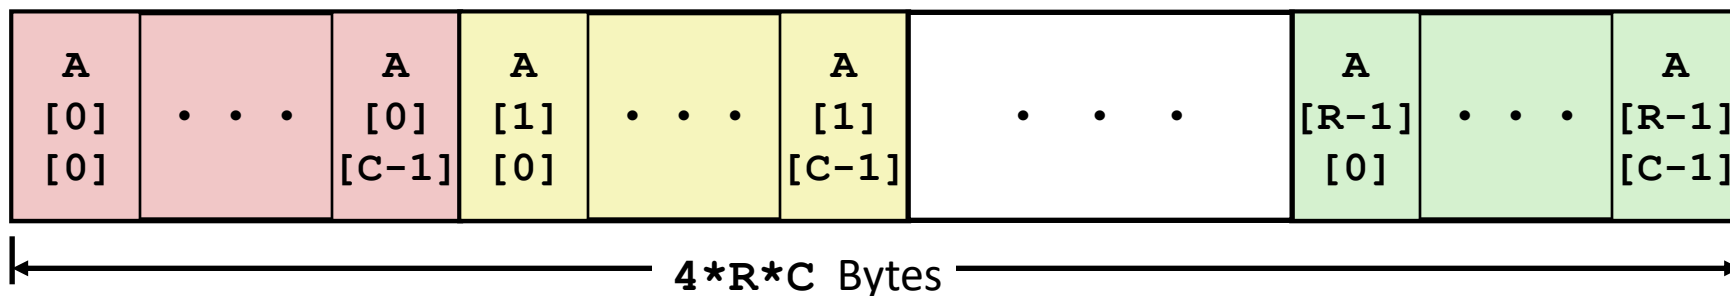 A A A A A A
[0] • • • [0] [1] • • • [1] • • • [R-1] • • • [R-1]
[0] [C-1] [0] [C-1] [0] [C-1]
4*R*C Bytes